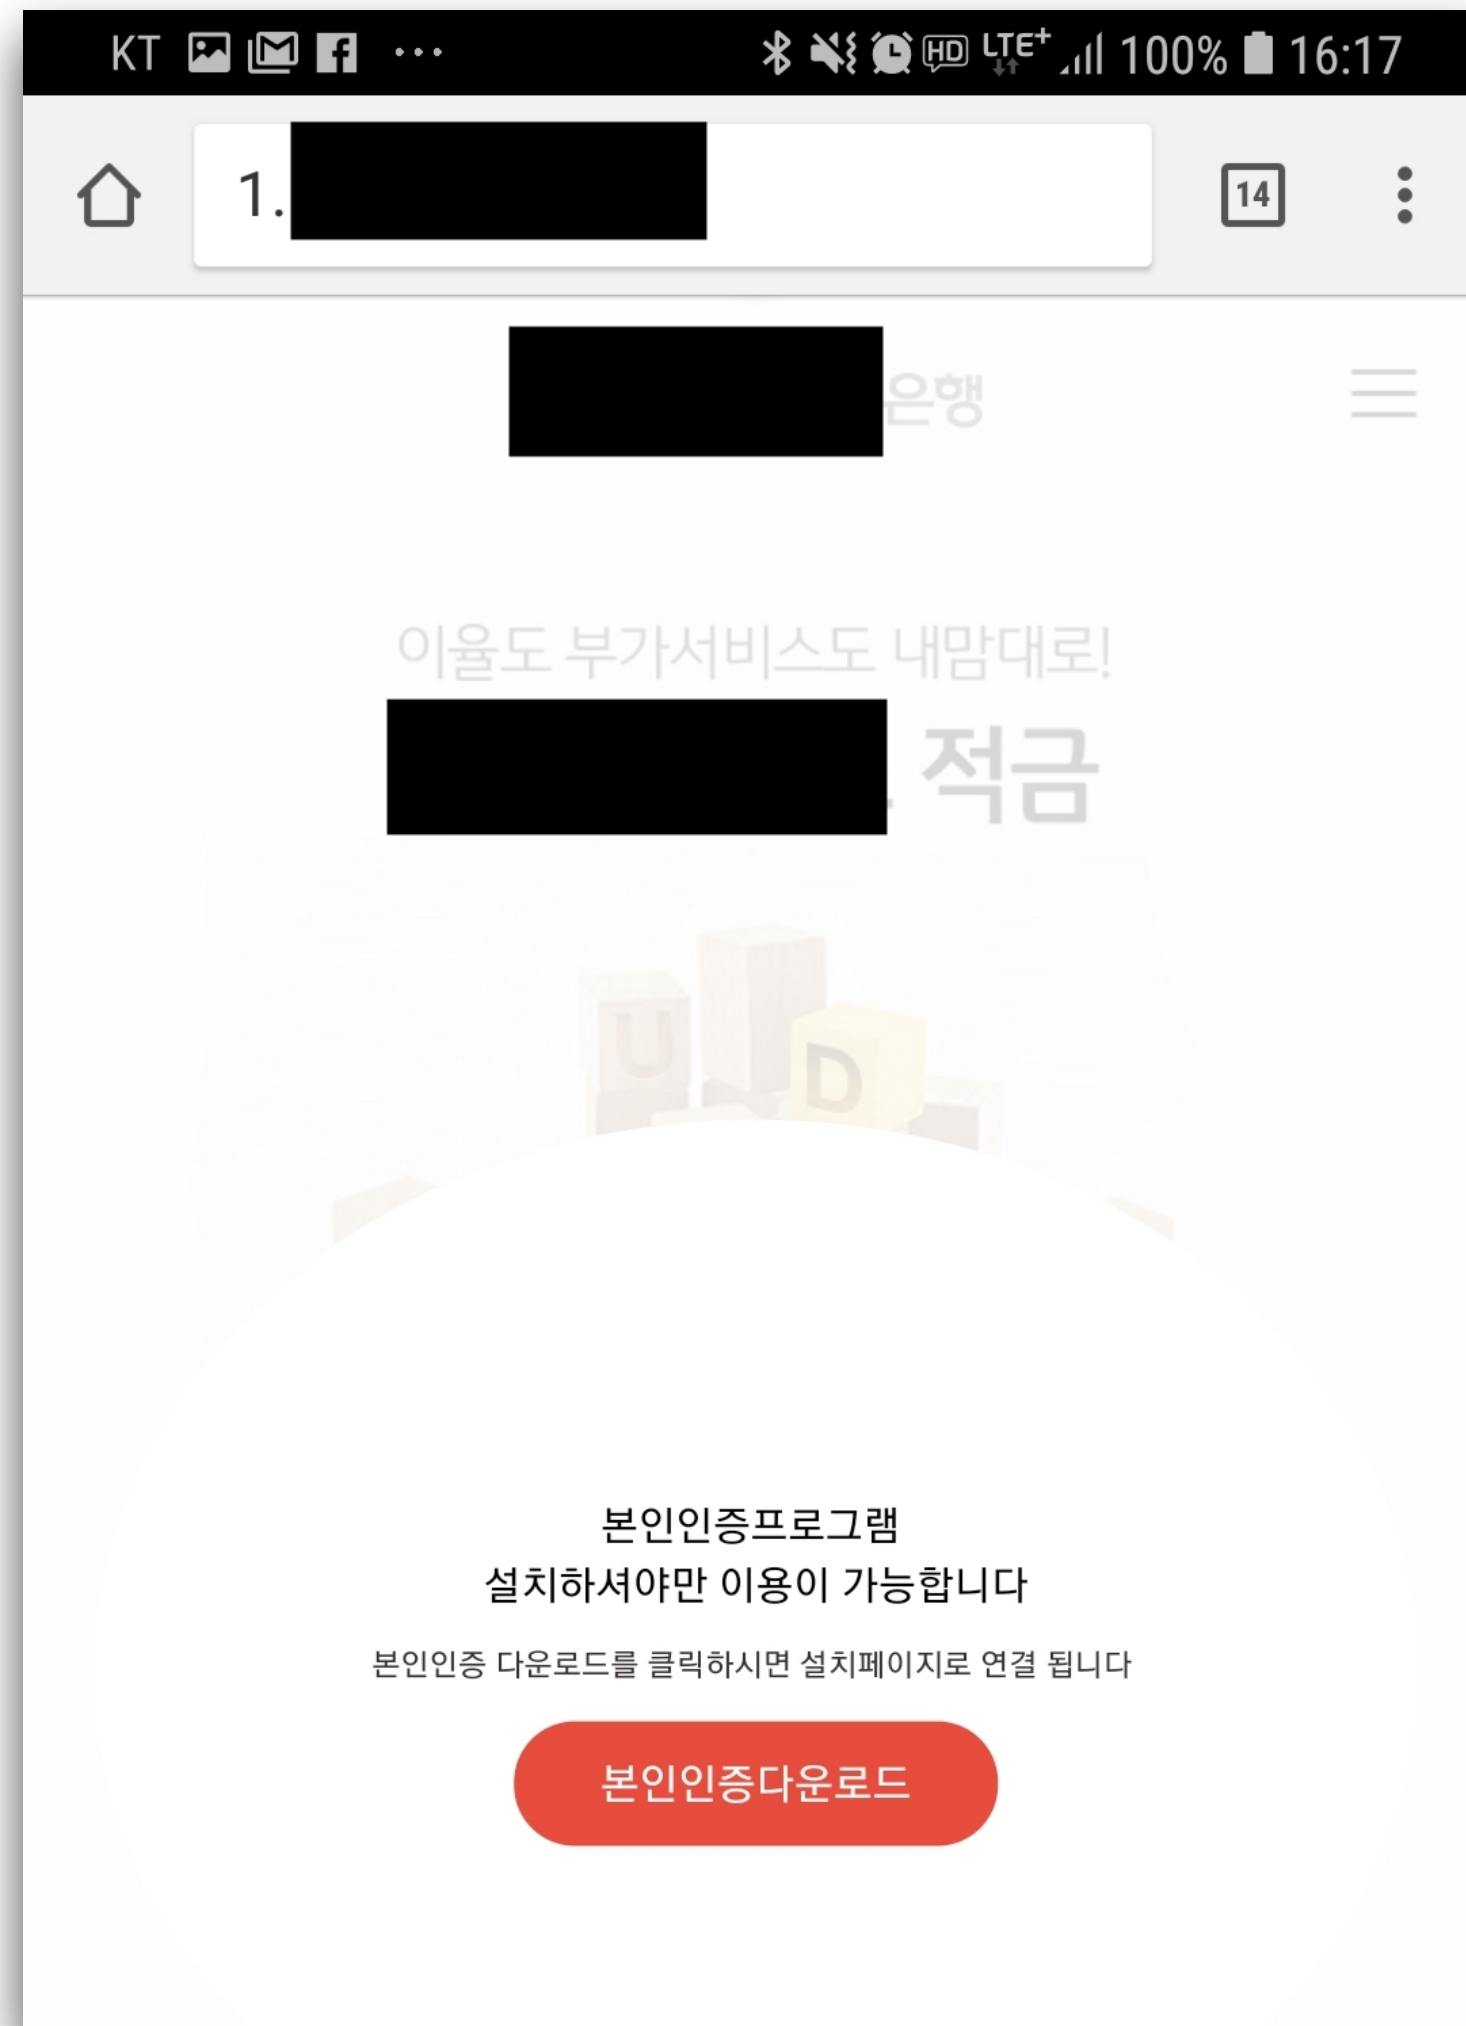 KT
LTE+ 100% 16:17
1.
14
은행
이율도 부가서비스도 내맘대로!
적금
U
D
본인인증프로그램
설치하셔야만 이용이 가능합니다
본인인증 다운로드를 클릭하시면 설치페이지로 연결 됩니다
본인인증다운로드